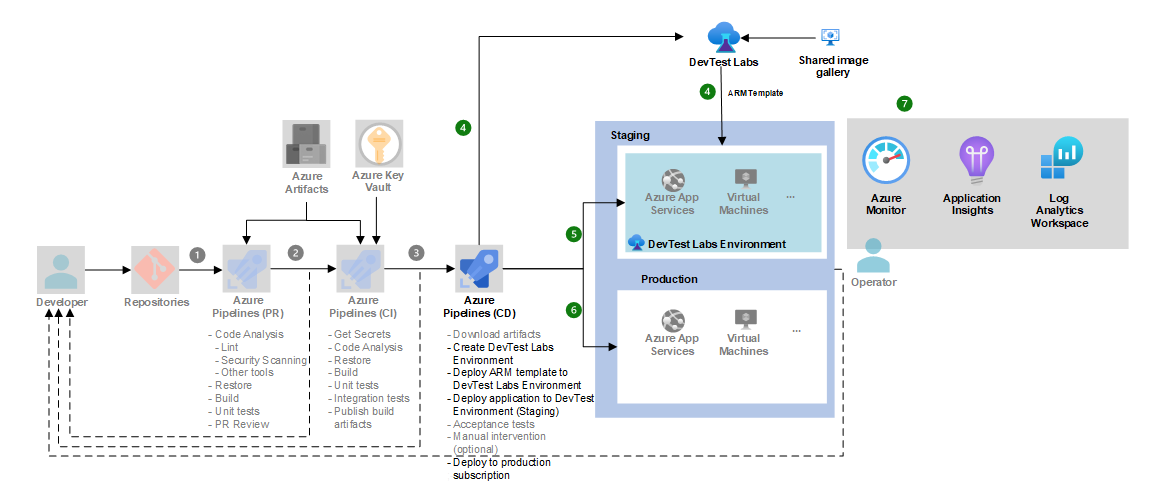 DevTest Labs
Shared image
gallery
4
ARMTemplate
7
4
Staging
Azure
Artifacts
Azure Key
Vault
Azure App
Services
Virtual
Machines
...
DevTest Labs Environment
Azure
Monitor
Application
Insights
Log
Analytics
Workspace
Operator
1
2
3
5
6
Developer
Repositories
Azure
Pipelines (PR)
- Code Analysis
- Lint
- Security Scanning
- Other tools
- Restore
- Build
- Unit tests
- PR Review
Azure
Pipelines (CI)
- Get Secrets
- Code Analysis
- Restore
- Build
- Unit tests
- Integration tests
- Publish build
artifacts
Azure
Pipelines (CD)
- Download artifacts
- Create DevTest Labs
Environment
- Deploy ARM template to
DevTest Labs Environment
- Deploy application to DevTest
Environment (Staging)
- Acceptance tests
- Manual intervention
(optional)
- Deploy to production
subscription
Production
Azure App
Services
Virtual
Machines
...